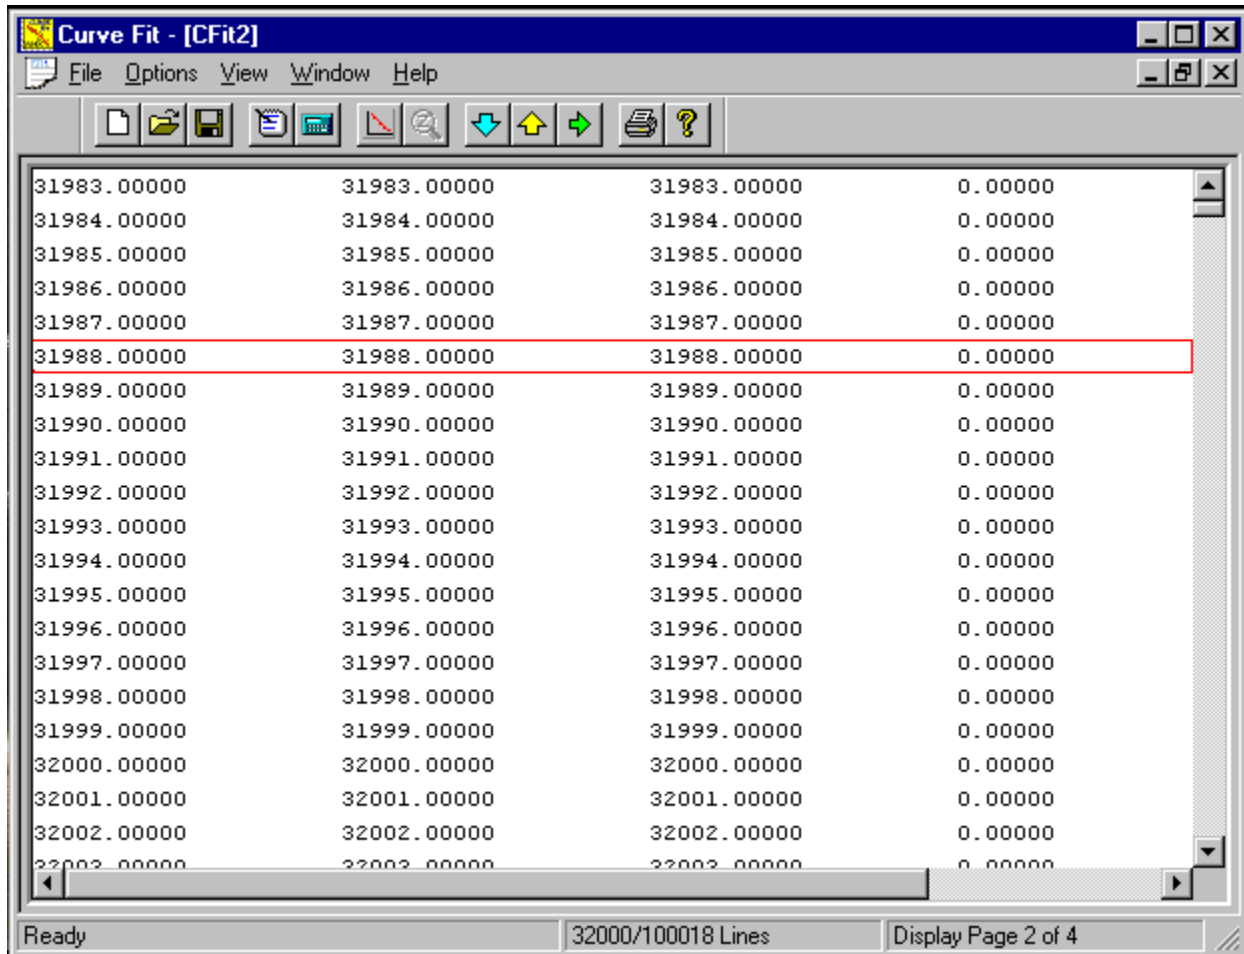 Curve Fit - [CFit2]
File Options View Window Help
31983.00000 31983.00000 31983.00000 0.00000
31984.00000 31984.00000 31984.00000 0.00000
31985.00000 31985.00000 31985.00000 0.00000
31986.00000 31986.00000 31986.00000 0.00000
31987.00000 31987.00000 31987.00000 0.00000
31988.00000 31988.00000 31988.00000 0.00000
31989.00000 31989.00000 31989.00000 0.00000
31990.00000 31990.00000 31990.00000 0.00000
31991.00000 31991.00000 31991.00000 0.00000
31992.00000 31992.00000 31992.00000 0.00000
31993.00000 31993.00000 31993.00000 0.00000
31994.00000 31994.00000 31994.00000 0.00000
31995.00000 31995.00000 31995.00000 0.00000
31996.00000 31996.00000 31996.00000 0.00000
31997.00000 31997.00000 31997.00000 0.00000
31998.00000 31998.00000 31998.00000 0.00000
31999.00000 31999.00000 31999.00000 0.00000
32000.00000 32000.00000 32000.00000 0.00000
32001.00000 32001.00000 32001.00000 0.00000
32002.00000 32002.00000 32002.00000 0.00000
32003.00000 32003.00000 32003.00000 0.00000
Ready 32000/100018 Lines Display Page 2 of 4